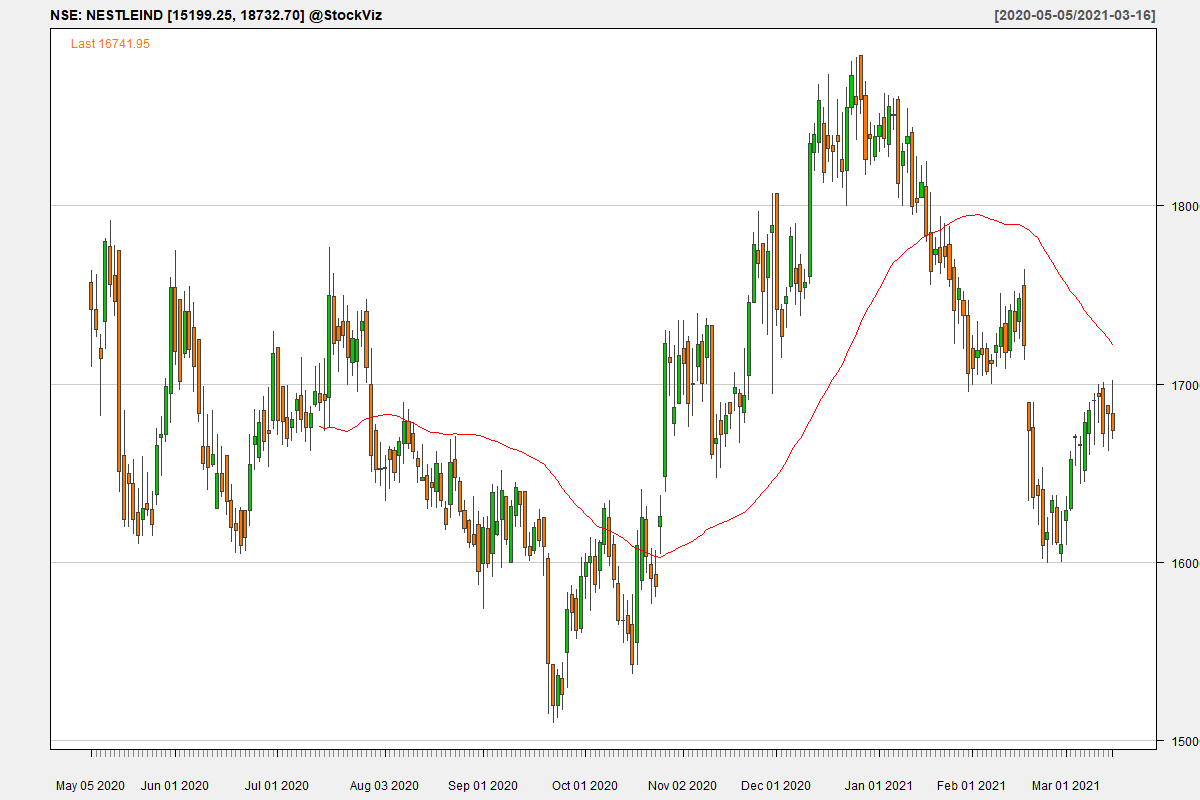 NSE: NESTLEIND [15199.25, 18732.70] @StockViz
[2020-05-05/2021-03-16]
Last 16741.95
1800
1700
1600
1500
May 05 2020 Jun 01 2020 Jul 01 2020 Aug 03 2020 Sep 01 2020 Oct 01 2020 Nov 02 2020 Dec 01 2020 Jan 01 2021 Feb 01 2021 Mar 01 2021